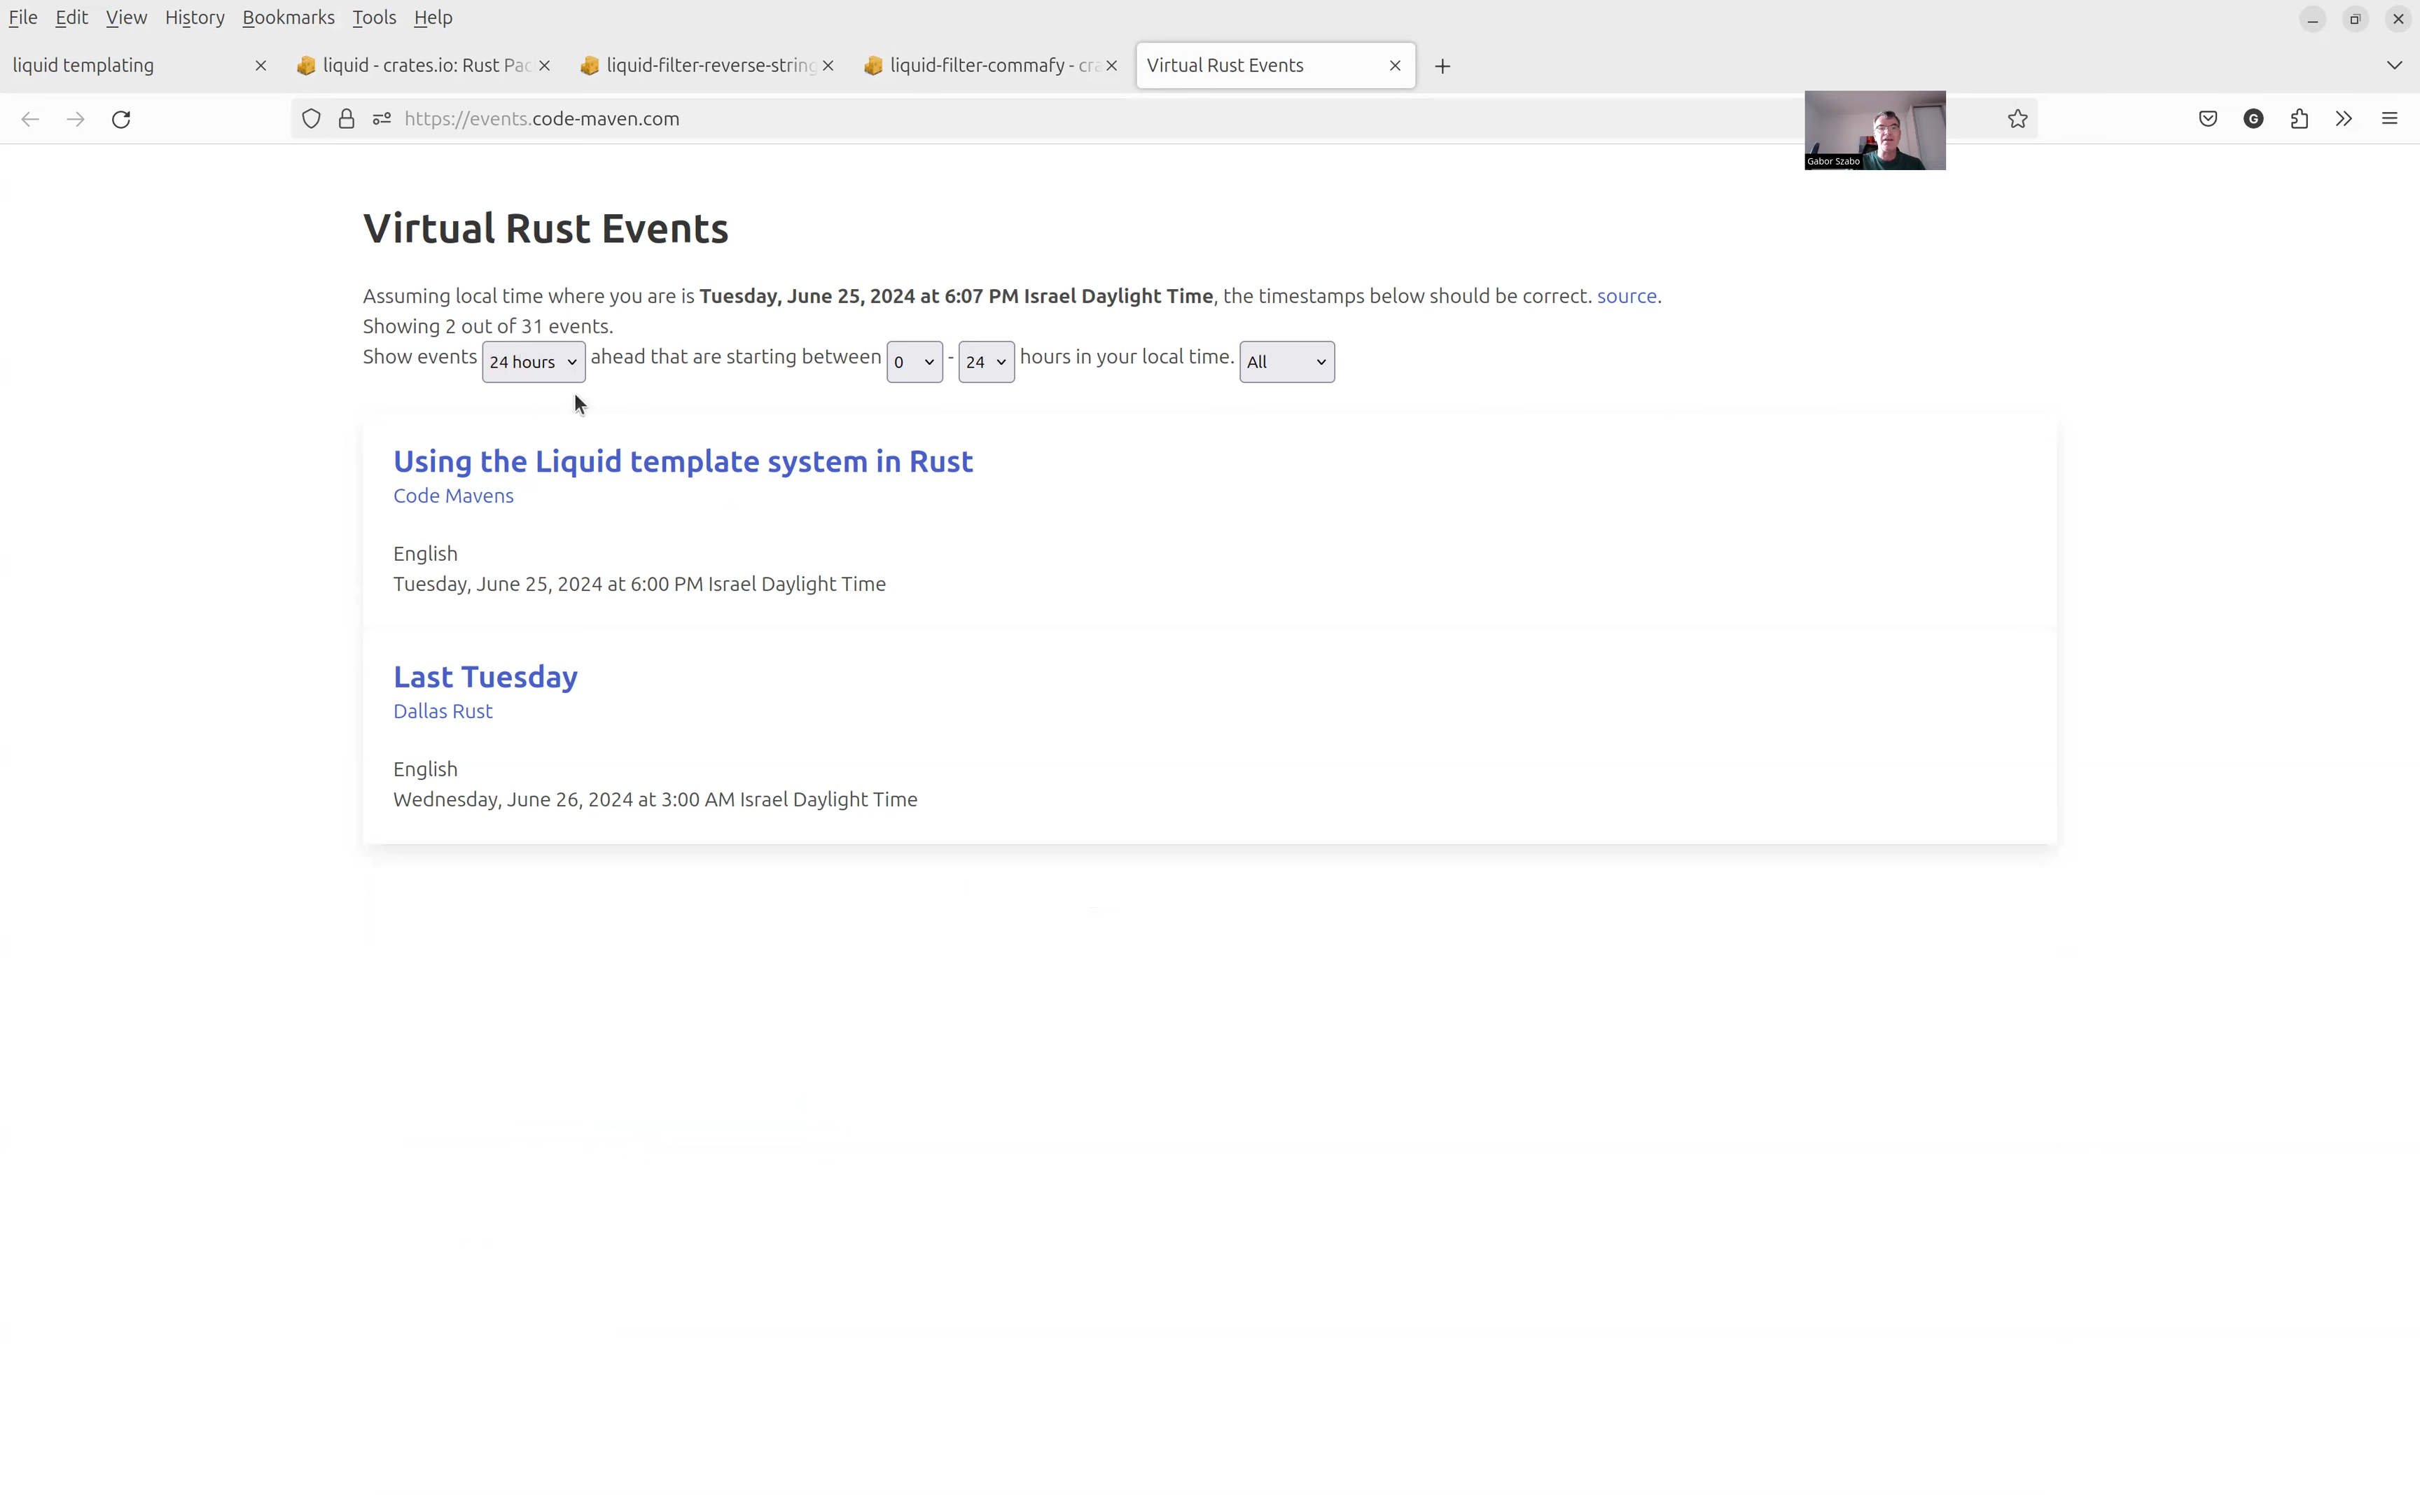 File Edit View History Bookmarks Tools Help
liquid templating
liquid - crates.io: Rust Pac
liquid-filter-reverse-string
liquid-filter-commafy - cra
Virtual Rust Events
https://events.code-maven.com
G
Gabor Szabo
Virtual Rust Events
Assuming local time where you are is Tuesday, June 25, 2024 at 6:07 PM Israel Daylight Time, the timestamps below should be correct. source.
Showing 2 out of 31 events.
Show events 24 hours ahead that are starting between 0 - 24 hours in your local time. All
Using the Liquid template system in Rust
Code Mavens
English
Tuesday, June 25, 2024 at 6:00 PM Israel Daylight Time
Last Tuesday
Dallas Rust
English
Wednesday, June 26, 2024 at 3:00 AM Israel Daylight Time